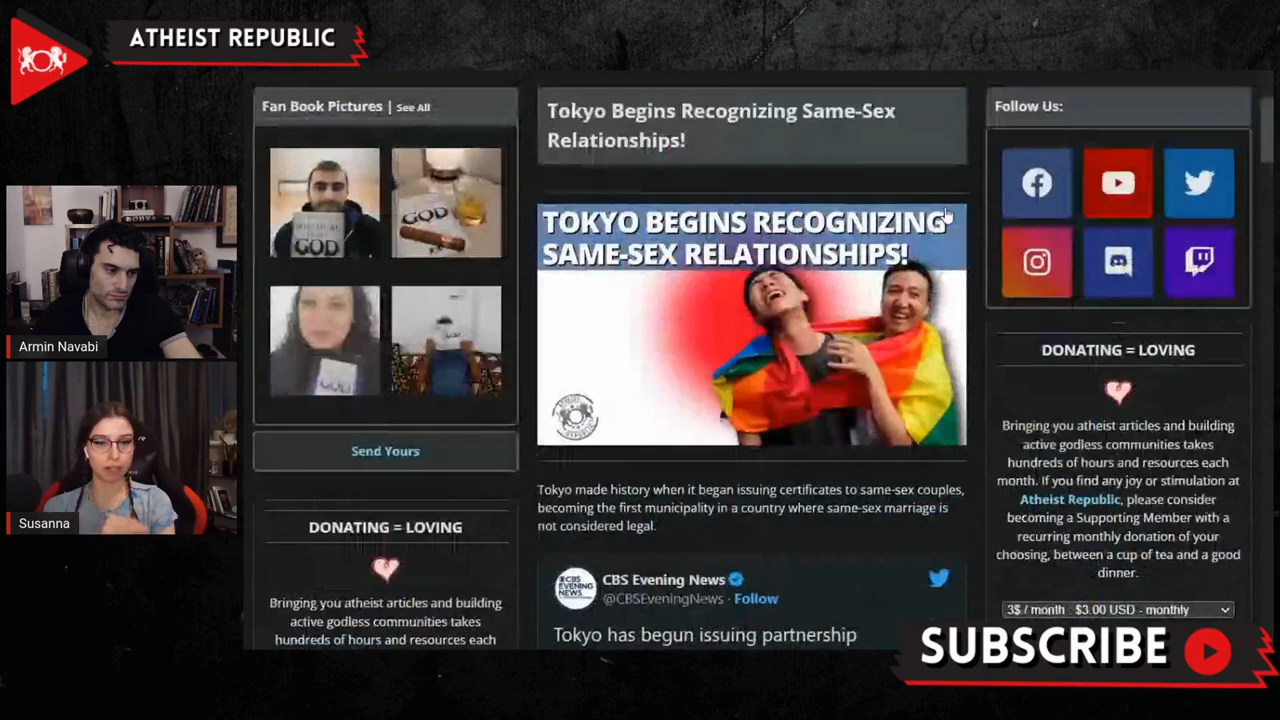 ATHEIST REPUBLIC
Armin Navabi
Susanna
Fan Book Pictures | See All
GOD
GOD
Send Yours
DONATING = LOVING
Bringing you atheist articles and building
active godless communities takes
hundreds of hours and resources each
Tokyo Begins Recognizing Same-Sex
Relationships!
TOKYO BEGINS RECOGNIZING
SAME-SEX RELATIONSHIPS!
Tokyo made history when it began issuing certificates to same-sex couples,
becoming the first municipality in a country where same-sex marriage is
not considered legal.
CBS Evening News
@CBSEveningNews · Follow
Tokyo has begun issuing partnership
Follow Us:
DONATING = LOVING
Bringing you atheist articles and building
active godless communities takes
hundreds of hours and resources each
month. If you find any joy or stimulation at
Atheist Republic, please consider
becoming a Supporting Member with a
recurring monthly donation of your
choosing, between a cup of tea and a good
dinner.
3$ / month : $3.00 USD - monthly
SUBSCRIBE